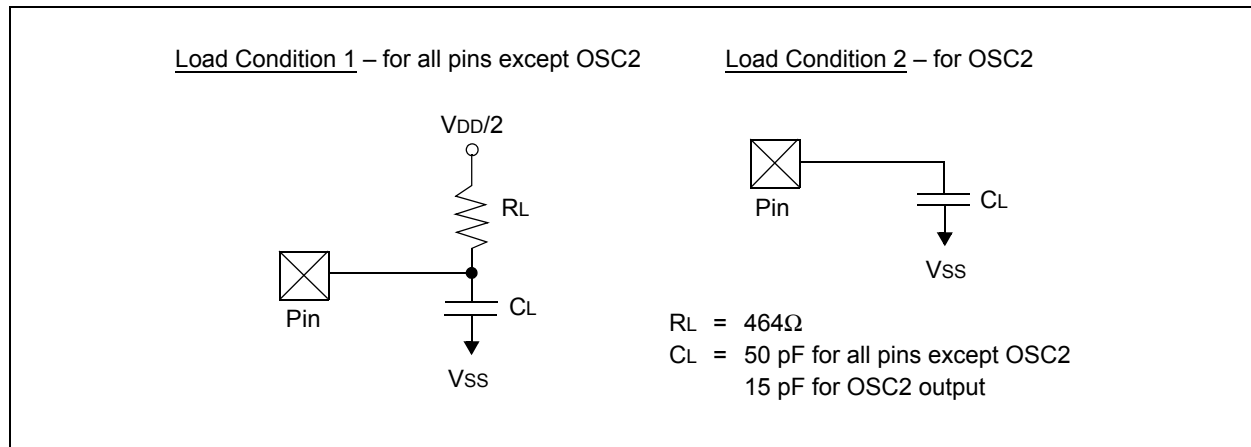 Load Condition 1 – for all pins except OSC2
VDD/2
RL
Pin
CL
VSS
Load Condition 2 – for OSC2
Pin
CL
VSS
RL = 464Ω
CL = 50 pF for all pins except OSC2
15 pF for OSC2 output